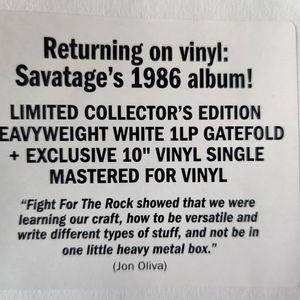 Returning on vinyl:
Savatage's 1986 album!
LIMITED COLLECTOR'S EDITION
EAVYWEIGHT WHITE 1LP GATEFOLD
+ EXCLUSIVE 10" VINYL SINGLE
MASTERED FOR VINYL
"Fight For The Rock showed that we were
learning our craft, how to be versatile and
write different types of stuff, and not be in
one little heavy metal box."
(Jon Oliva)